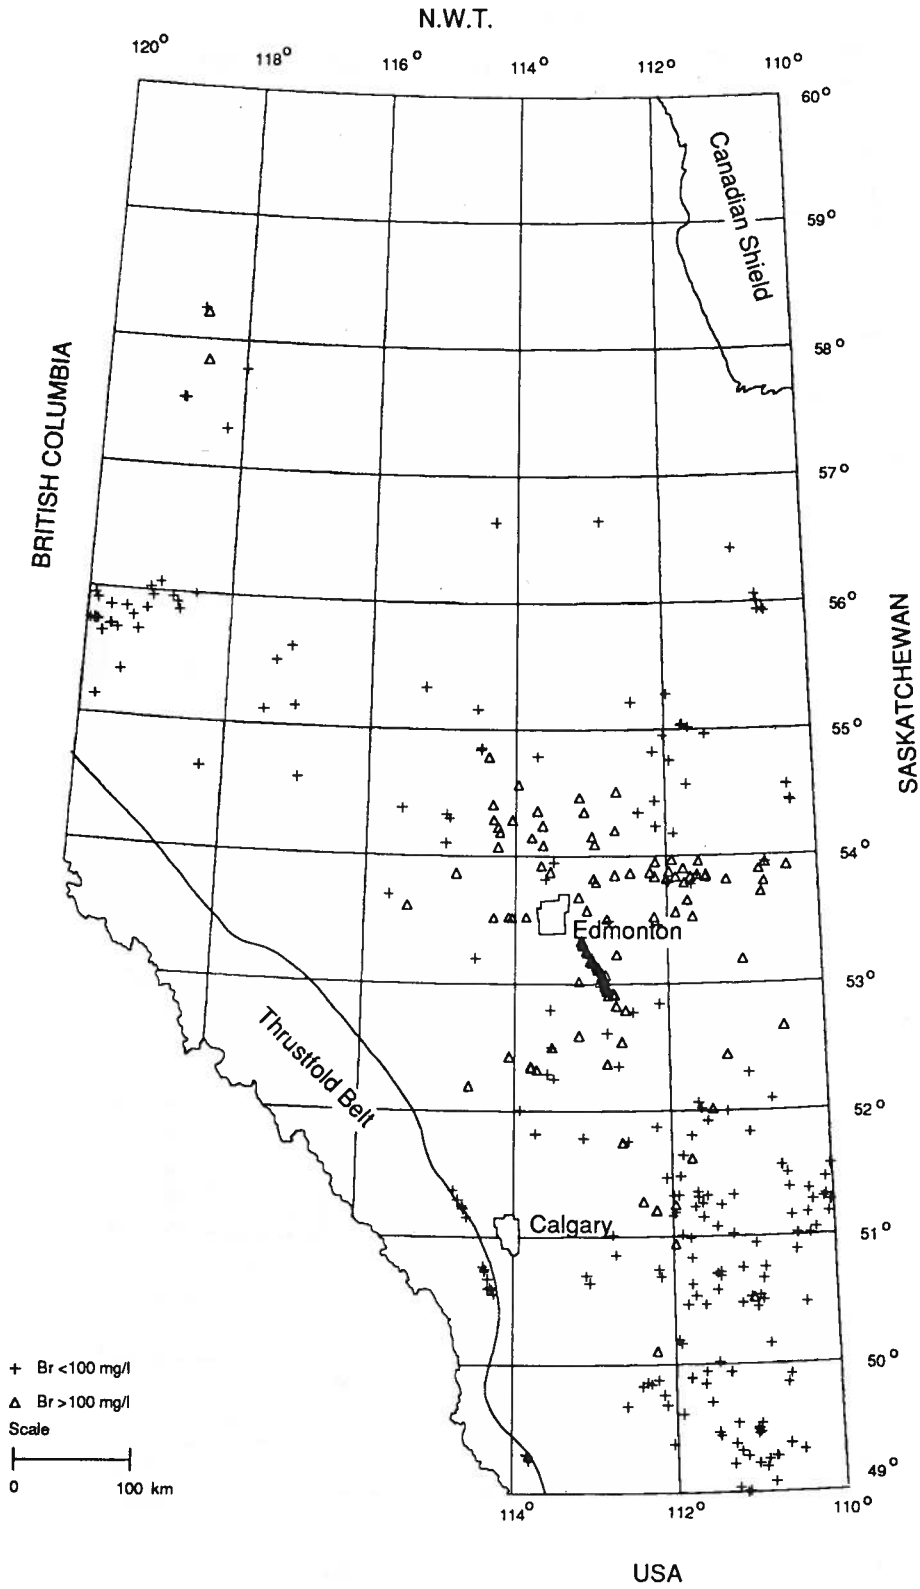 N.W.T.
120° 118° 116° 114° 112° 110°
60°
Canadian Shield
59°
58°
BRITISH COLUMBIA
57°
56°
SASKATCHEWAN
55°
54°
Edmonton
53°
Thrustfold Belt
52°
Calgary
51°
+ Br <100 mg/l
50°
△ Br >100 mg/l
Scale
0 100 km
49°
114° 112° 110°
USA